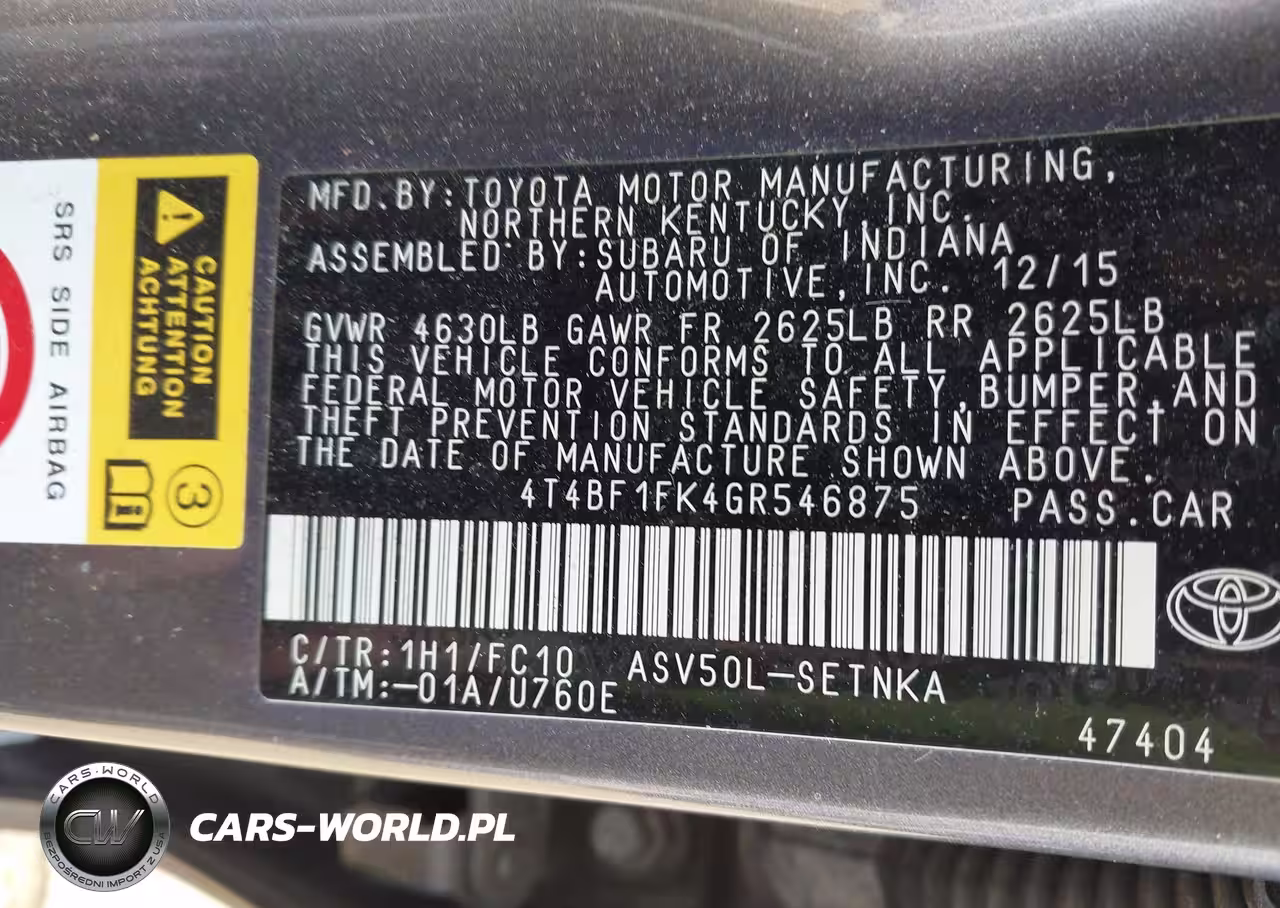 MFD.BY:TOYOTA MOTOR MANUFACTURING,
NORTHERN KENTUCKY,INC.
ASSEMBLED BY:SUBARU OF INDIANA
AUTOMOTIVE,INC. 12/15
GVWR 4630LB GAWR FR 2625LB RR 2625LB
THIS VEHICLE CONFORMS TO ALL APPLICABLE
FEDERAL MOTOR VEHICLE SAFETY,BUMPER,AND
THEFT PREVENTION STANDARDS IN EFFECT ON
THE DATE OF MANUFACTURE SHOWN ABOVE.
4T4BF1FK4GR546875 PASS.CAR
C/TR:1H1/FC10 ASV50L-SETNKA
A/TM:-01A/U760E
47404
SRS SIDE AIRBAG
CAUTION
ATTENTION
ACHTUNG
3
CARS-WORLD
CW
BEZPOŚREDNI IMPORT Z USA
CARS-WORLD.PL